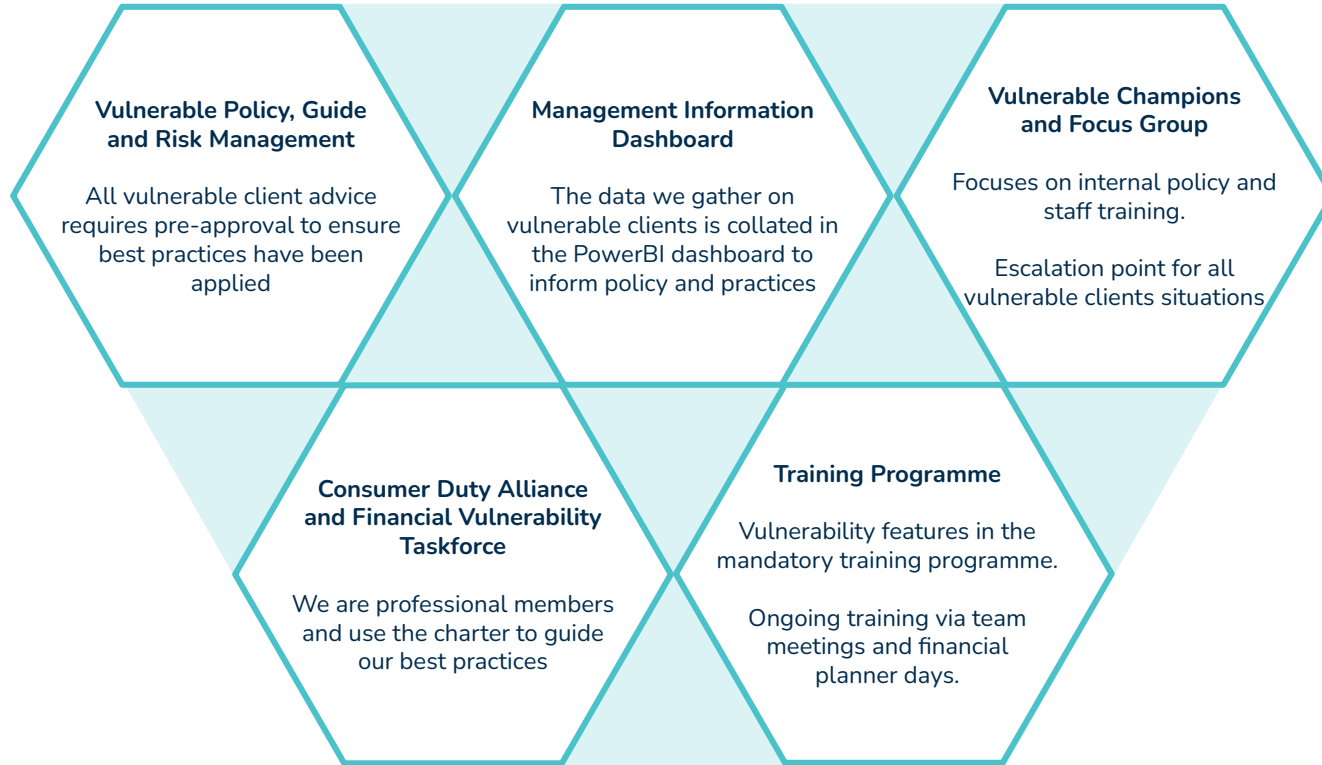 Vulnerable Policy, Guide
and Risk Management
All vulnerable client advice
requires pre-approval to ensure
best practices have been
applied
Management Information
Dashboard
The data we gather on
vulnerable clients is collated in
the PowerBI dashboard to
inform policy and practices
Vulnerable Champions
and Focus Group
Focuses on internal policy and
staff training.
Escalation point for all
vulnerable clients situations
Consumer Duty Alliance
and Financial Vulnerability
Taskforce
We are professional members
and use the charter to guide
our best practices
Training Programme
Vulnerability features in the
mandatory training programme.
Ongoing training via team
meetings and financial
planner days.